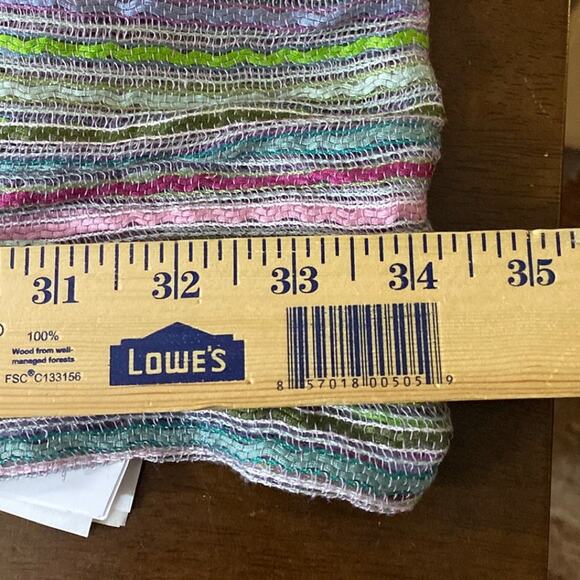 31 32 33 34 35
100%
Wood from well-
managed forests
FSC® C133156
LOWE'S
8 57018 00505 9